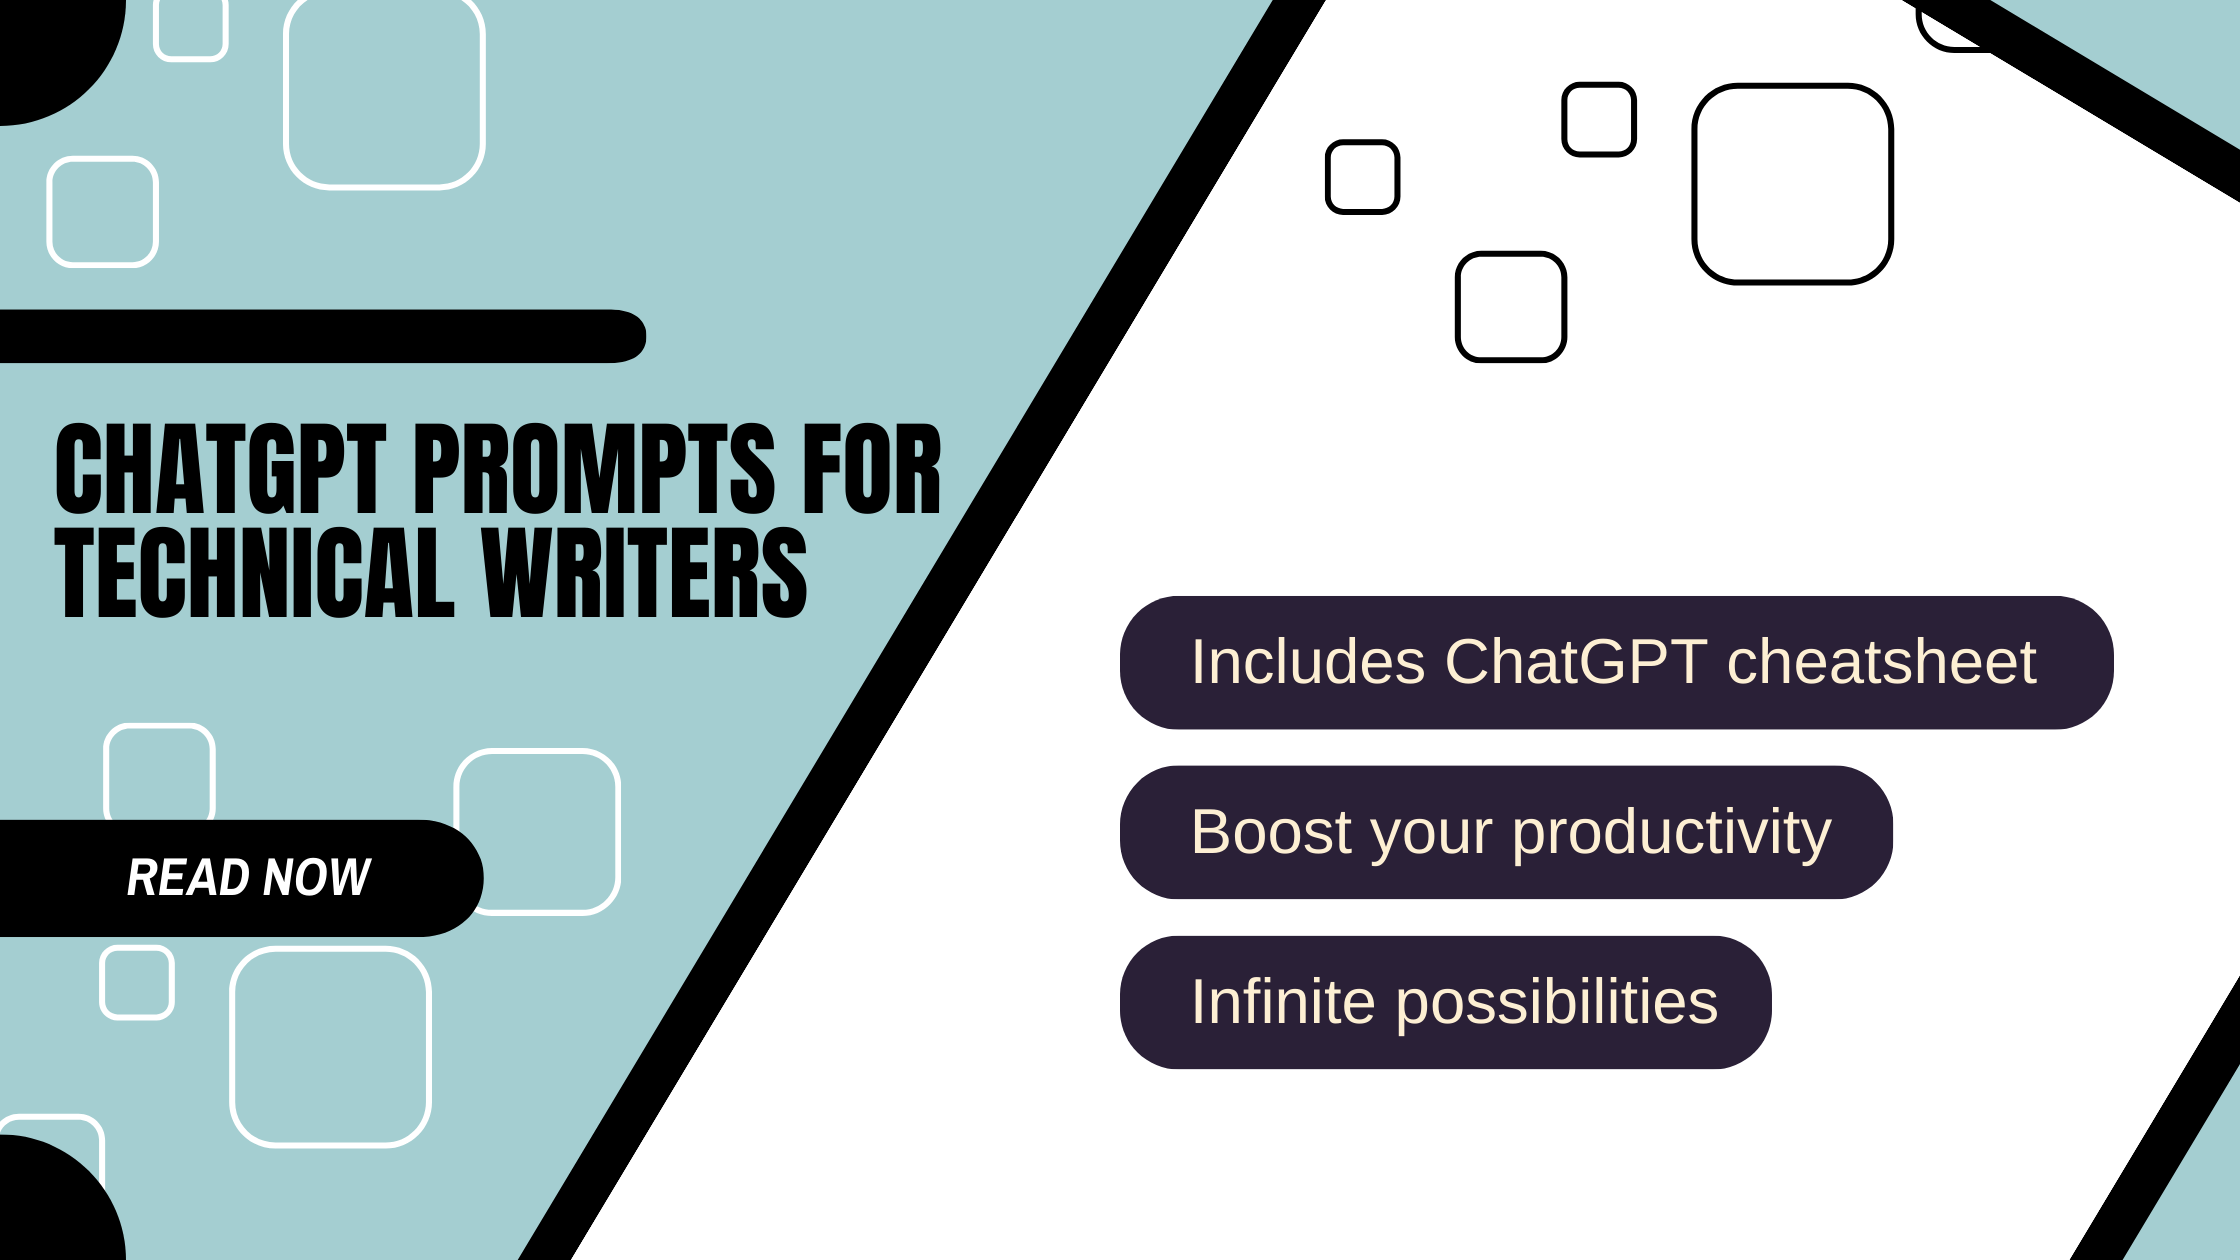 CHATGPT PROMPTS FOR
TECHNICAL WRITERS
READ NOW
Includes ChatGPT cheatsheet
Boost your productivity
Infinite possibilities